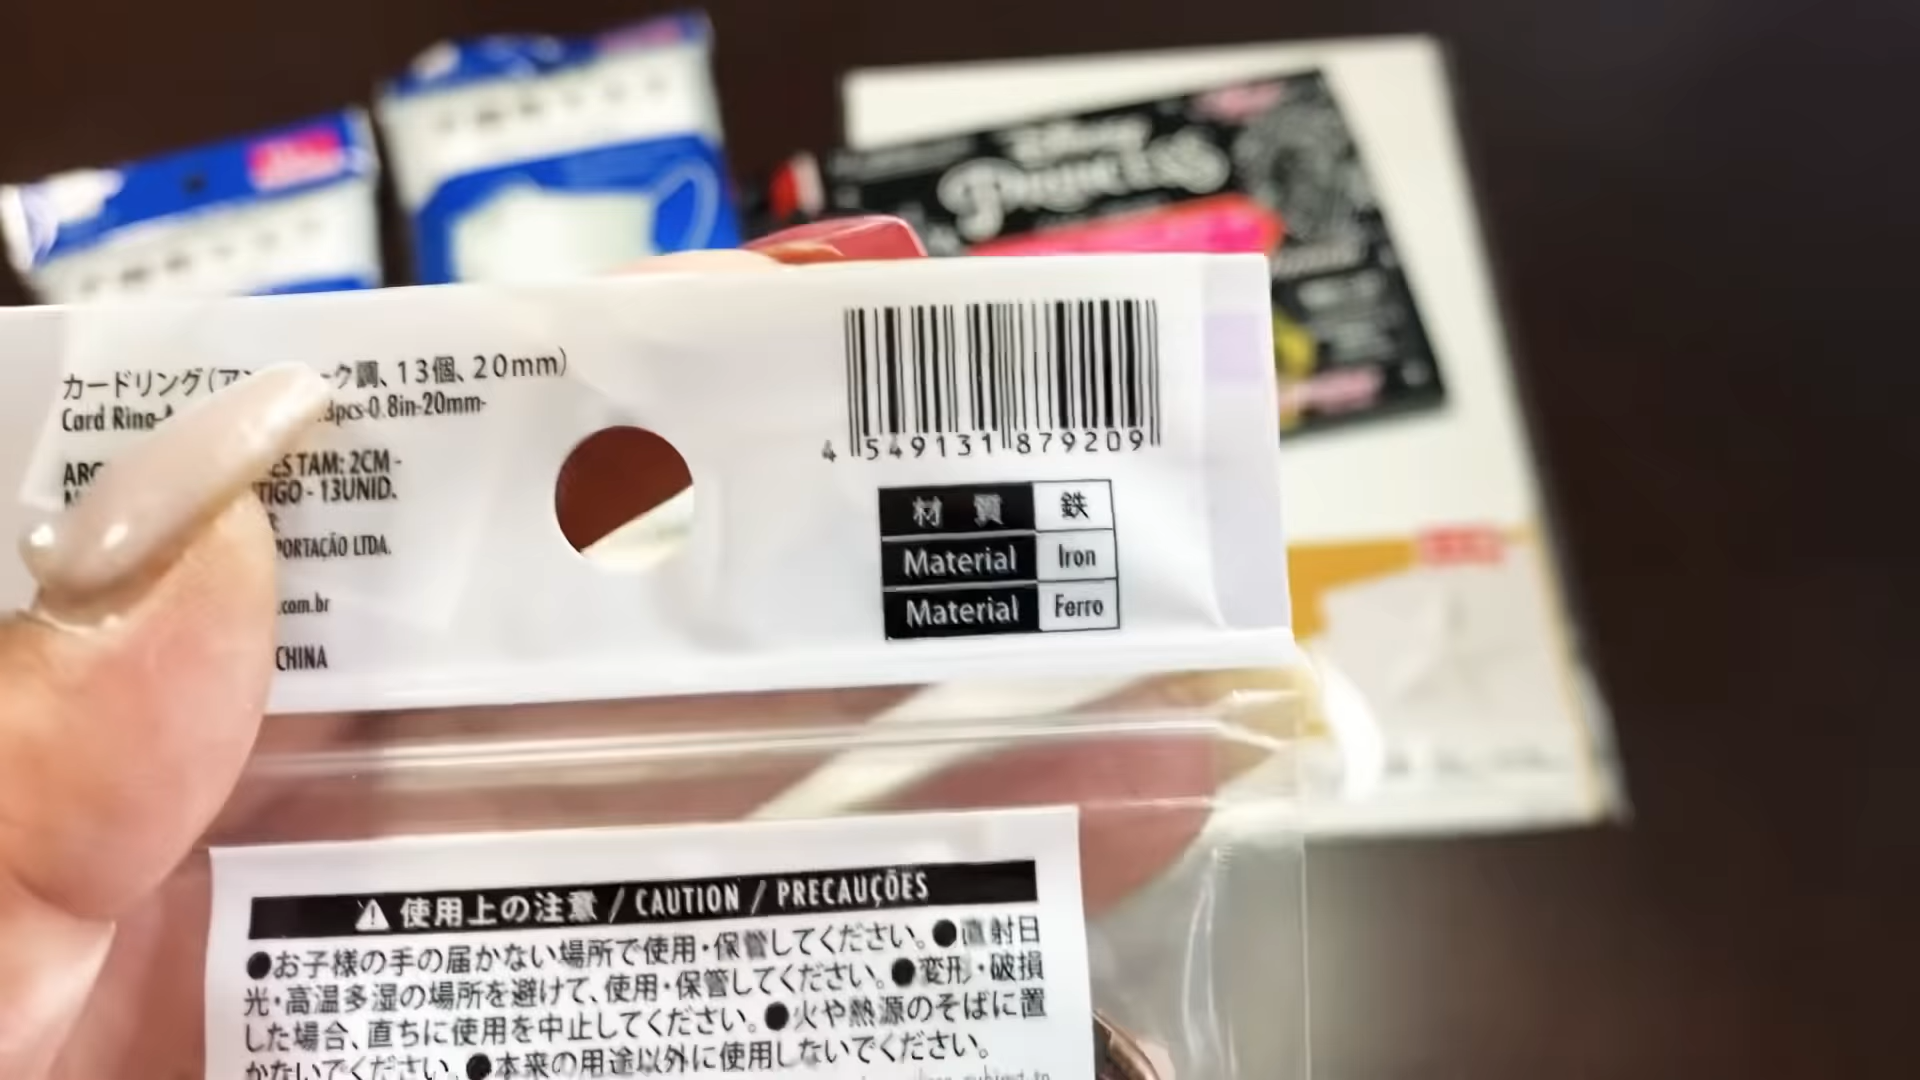 PRINCESS
カードリング(ア ーク調、13個、20mm)
Card Ring- 3pcs-0.8in-20mm-
ES TAM: 2CM -
TIGO - 13UNID.
PORTAÇÃO LTDA.
.com.br
CHINA
4 549131 879209
材 質 鉄
Material Iron
Material Ferro
⚠ 使用上の注意 / CAUTION / PRECAUÇÕES
●お子様の手の届かない場所で使用・保管してください。●直射日
光・高温多湿の場所を避けて、使用・保管してください。●変形・破損
した場合、直ちに使用を中止してください。●火や熱源のそばに置
かないでください。●本来の用途以外に使用しないでください。